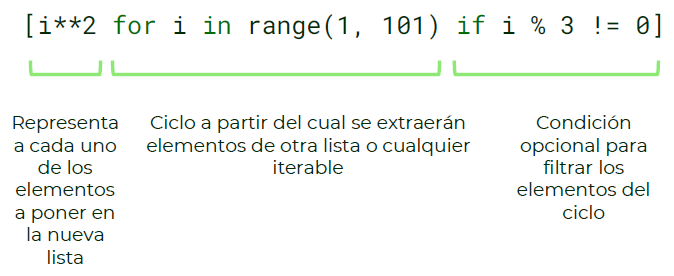 [i**2 for i in range(1, 101) if i % 3 != 0]
Representa
a cada uno
de los
elementos
a poner en
la nueva
lista
Ciclo a partir del cual se extraerán
elementos de otra lista o cualquier
iterable
Condición
opcional para
filtrar los
elementos del
ciclo